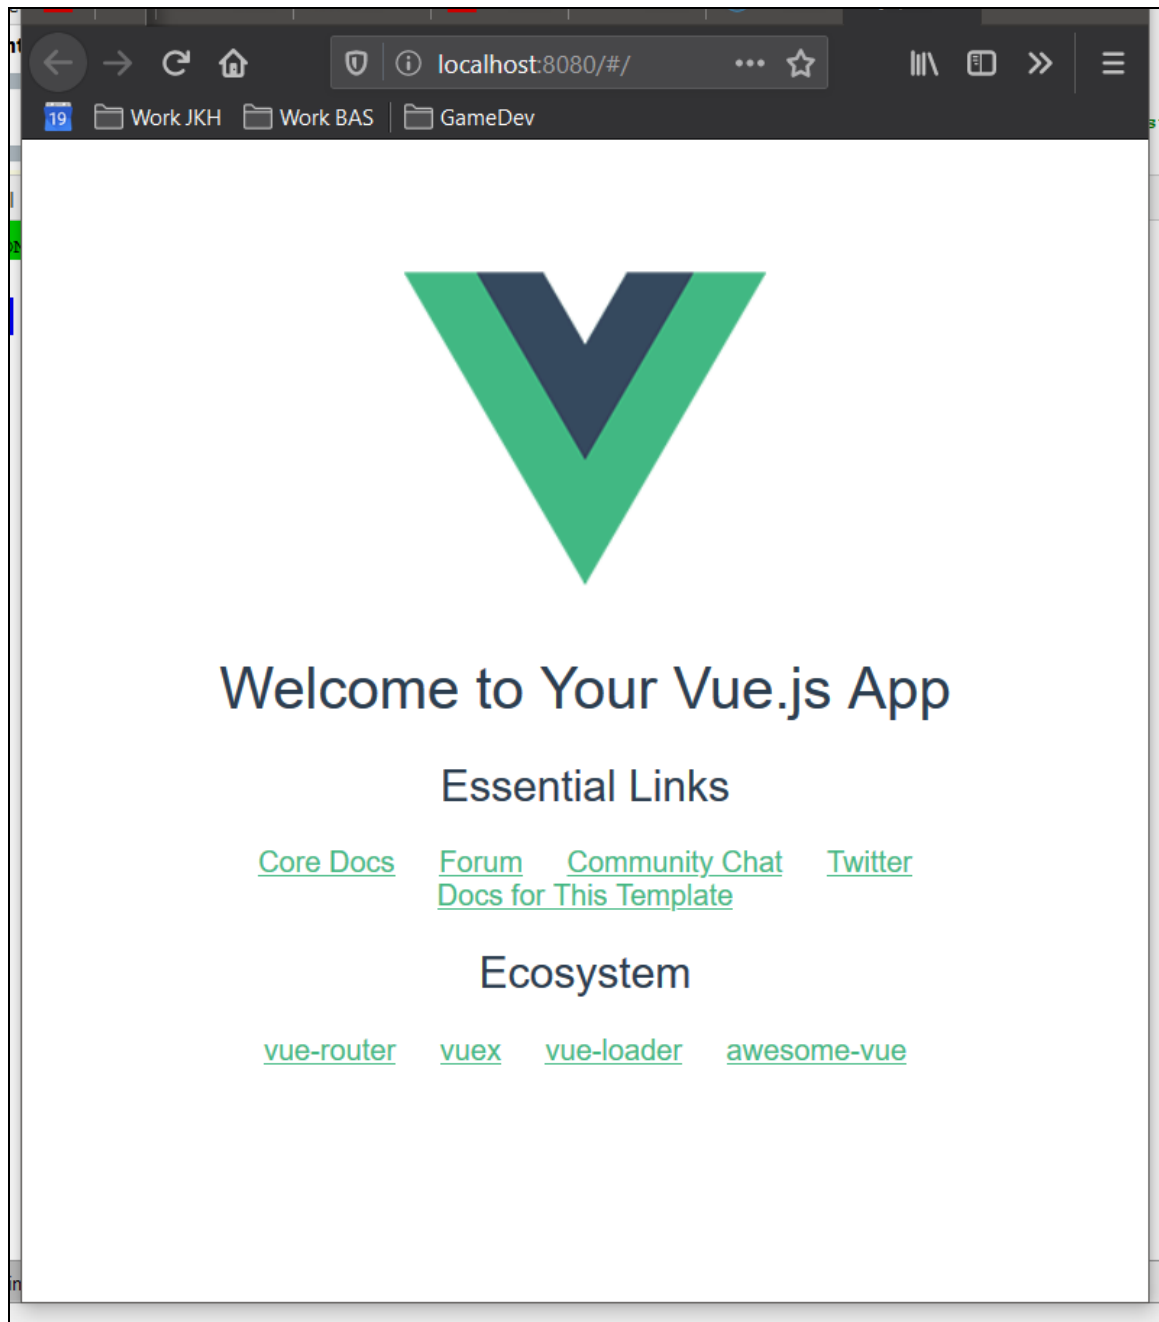 localhost:8080/#/
19 Work JKH Work BAS GameDev
Welcome to Your Vue.js App
Essential Links
Core Docs Forum Community Chat Twitter
Docs for This Template
Ecosystem
vue-router vuex vue-loader awesome-vue